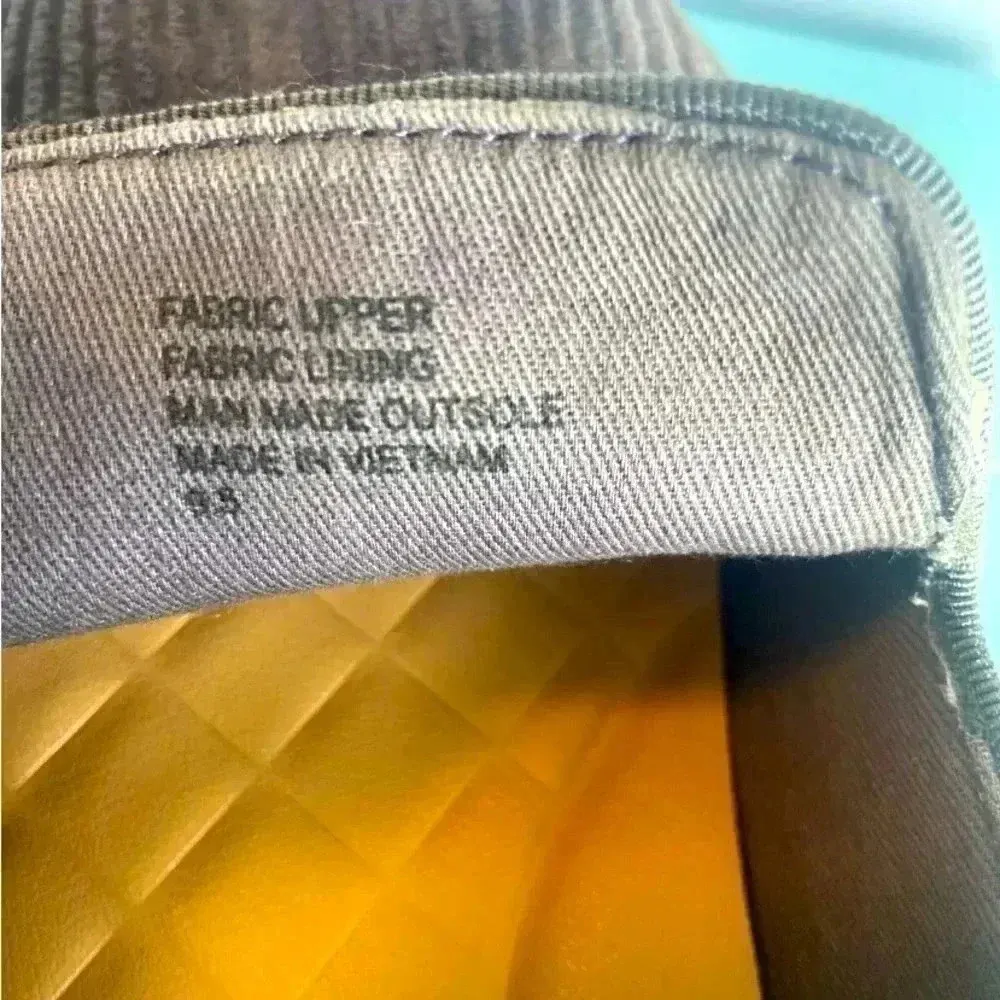 FABRIC UPPER
FABRIC LINING
MAN MADE OUTSOLE
MADE IN VIETNAM
9.5